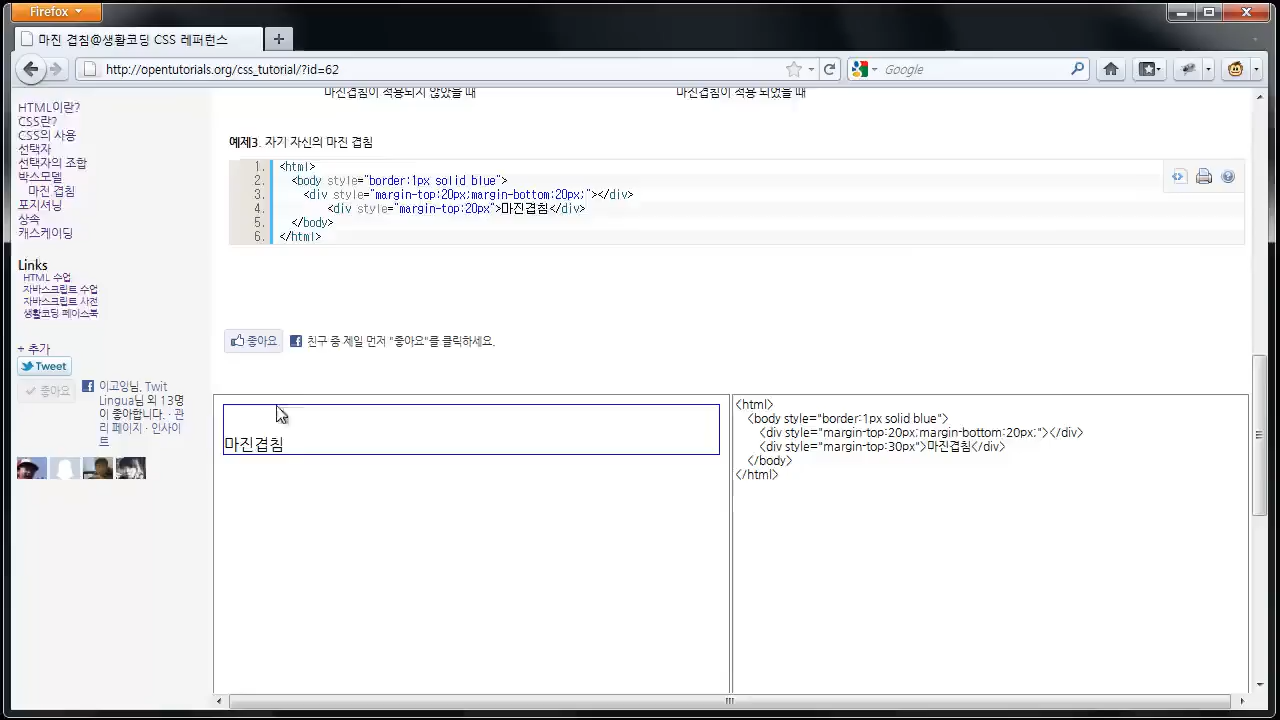 Firefox
마진 겹침@생활코딩 CSS 레퍼런스
http://opentutorials.org/css_tutorial/?id=62
Google
HTML이란?
CSS란?
CSS의 사용
선택자
선택자의 조합
박스모델
마진 겹침
포지셔닝
상속
캐스케이딩
Links
HTML 수업
자바스크립트 수업
자바스크립트 사전
생활코딩 페이스북
+ 추가
Tweet
좋아요
이고잉님, Twit
Lingua님 외 13명
이 좋아합니다. · 관
리 페이지 · 인사이
트
마진겹침이 적용되지 않았을 때
마진겹침이 적용 되었을 때
예제3. 자기 자신의 마진 겹침
1. <html>
2. <body style="border:1px solid blue">
3. <div style="margin-top:20px;margin-bottom:20px;"></div>
4. <div style="margin-top:20px">마진겹침</div>
5. </body>
6. </html>
좋아요
친구 중 제일 먼저 "좋아요"를 클릭하세요.
마진겹침
<html>
<body style="border:1px solid blue">
<div style="margin-top:20px;margin-bottom:20px;"></div>
<div style="margin-top:30px">마진겹침</div>
</body>
</html>